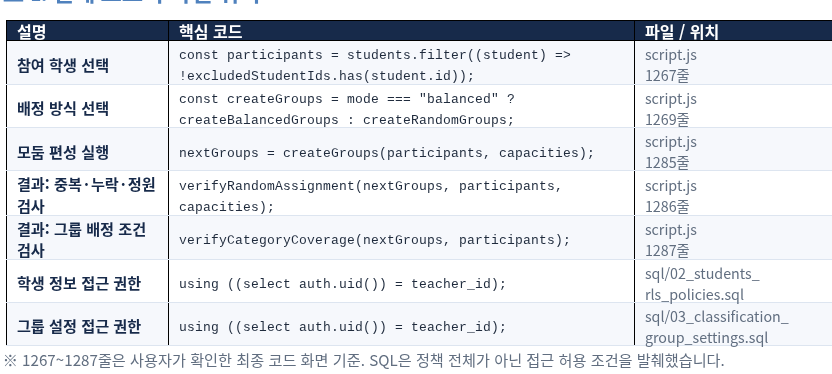 설명 핵심 코드 파일 / 위치
참여 학생 선택
const participants = students.filter((student) =>
!excludedStudentIds.has(student.id));
script.js
1267줄
배정 방식 선택
const createGroups = mode === "balanced" ?
createBalancedGroups : createRandomGroups;
script.js
1269줄
모둠 편성 실행
nextGroups = createGroups(participants, capacities);
script.js
1285줄
결과: 중복·누락·정원
검사
verifyRandomAssignment(nextGroups, participants,
capacities);
script.js
1286줄
결과: 그룹 배정 조건
검사
verifyCategoryCoverage(nextGroups, participants);
script.js
1287줄
학생 정보 접근 권한
using ((select auth.uid()) = teacher_id);
sql/02_students_
rls_policies.sql
그룹 설정 접근 권한
using ((select auth.uid()) = teacher_id);
sql/03_classification_
group_settings.sql
※ 1267~1287줄은 사용자가 확인한 최종 코드 화면 기준. SQL은 정책 전체가 아닌 접근 허용 조건을 발췌했습니다.